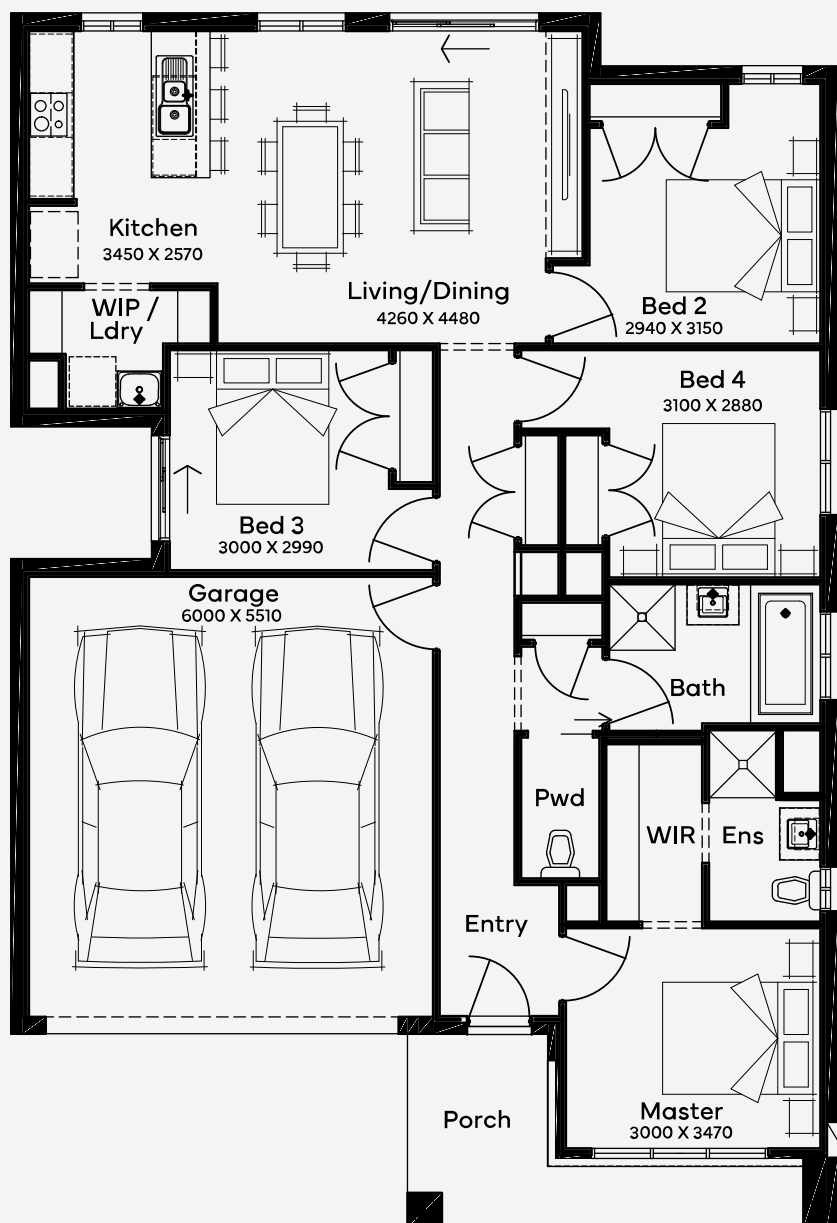 Kitchen
3450 X 2570
WIP /
Ldry
Living/Dining
4260 X 4480
Bed 2
2940 X 3150
Bed 4
3100 X 2880
Bed 3
3000 X 2990
Garage
6000 X 5510
Bath
Pwd
WIR
Ens
Entry
Master
3000 X 3470
Porch